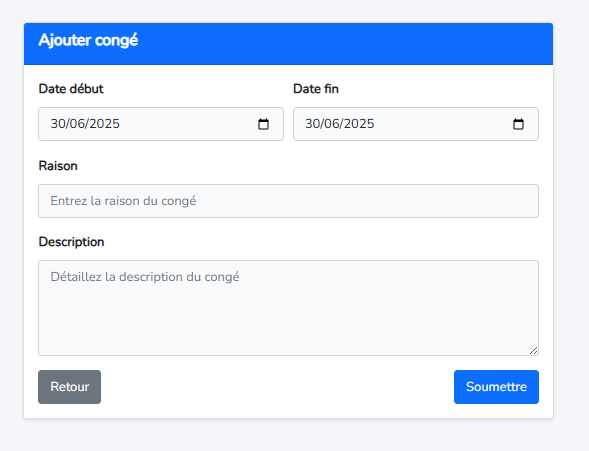 Ajouter congé
Date début Date fin
30/06/2025 30/06/2025
Raison
Entrez la raison du congé
Description
Détaillez la description du congé
Retour Soumettre